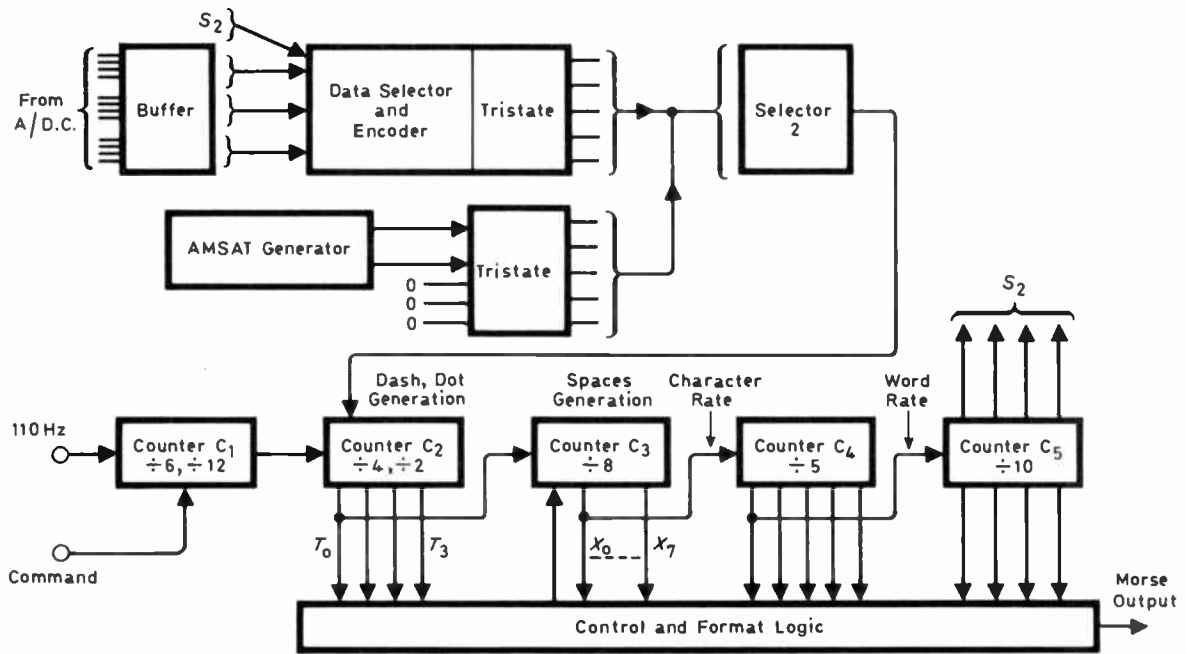 S2
From
A/D.C.
Buffer
Data Selector
and
Encoder
Tristate
Selector
2
AMSAT Generator
Tristate
0
0
0
S2
Dash, Dot
Generation
Spaces
Generation
Character
Rate
Word
Rate
110 Hz
Counter C1
÷6, ÷12
Counter C2
÷4, ÷2
Counter C3
÷8
Counter C4
÷5
Counter C5
÷10
Command
T0
T3
X0
X7
Control and Format Logic
Morse
Output